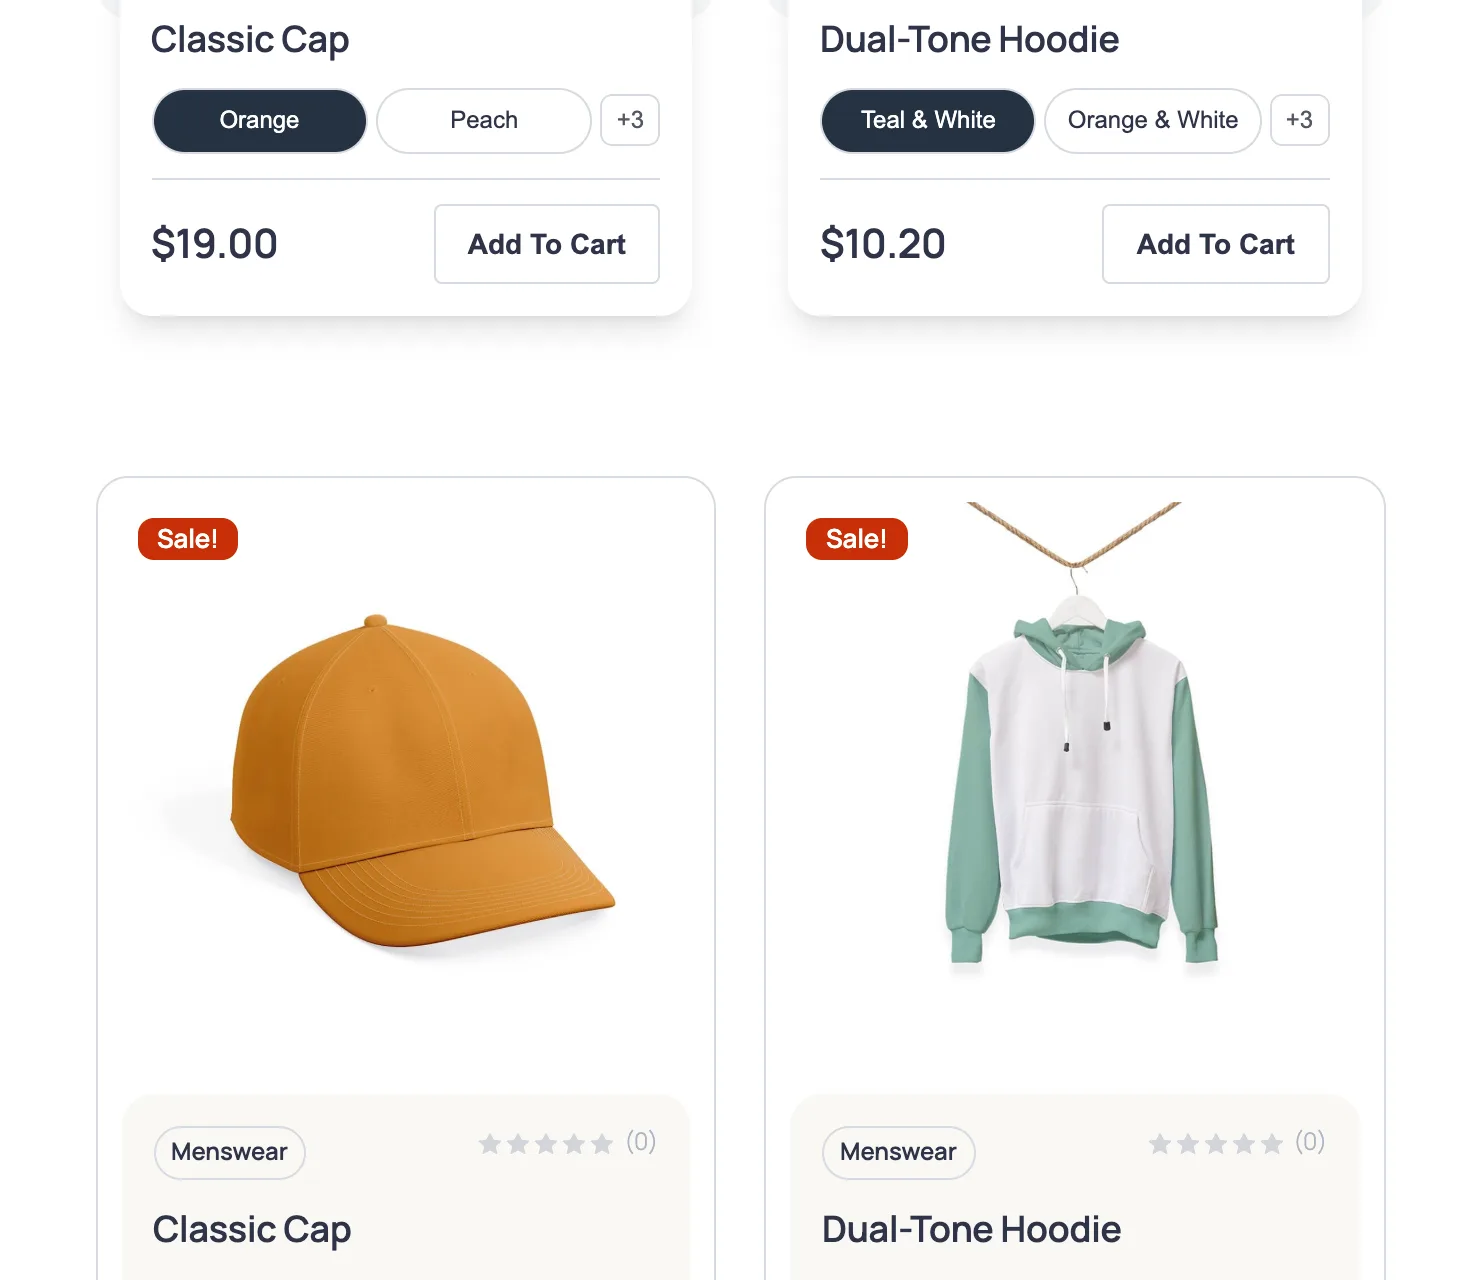 Classic Cap
Orange Peach +3
$19.00 Add To Cart
Dual-Tone Hoodie
Teal & White Orange & White +3
$10.20 Add To Cart
Sale!
Menswear (0)
Classic Cap
Sale!
Menswear (0)
Dual-Tone Hoodie